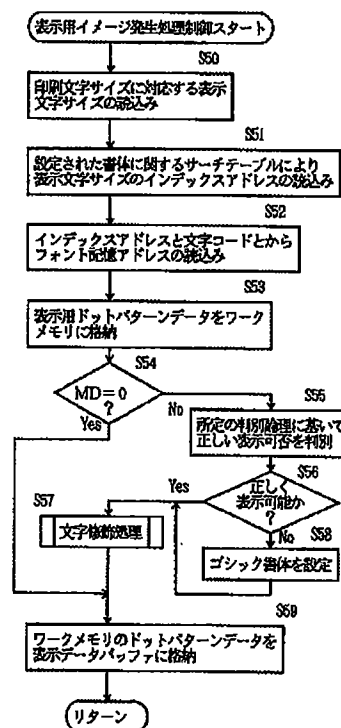 表示用イメージ発生処理制御スタート
S50
印刷文字サイズに対応する表示
文字サイズの読込み
S51
設定された書体に関するサーチテーブルにより
表示文字サイズのインデックスアドレスの読込み
S52
インデックスアドレスと文字コードとから
フォント記憶アドレスの読込み
S53
表示用ドットパターンデータをワーク
メモリに格納
S54
MD=0
?
No
Yes
S55
所定の判別論理に基いて
正しい表示可否を判別
S56
正しく
表示可能か
?
Yes
No
S57
文字修飾処理
S58
ゴシック書体を設定
S59
ワークメモリのドットパターンデータを
表示データバッファに格納
リターン